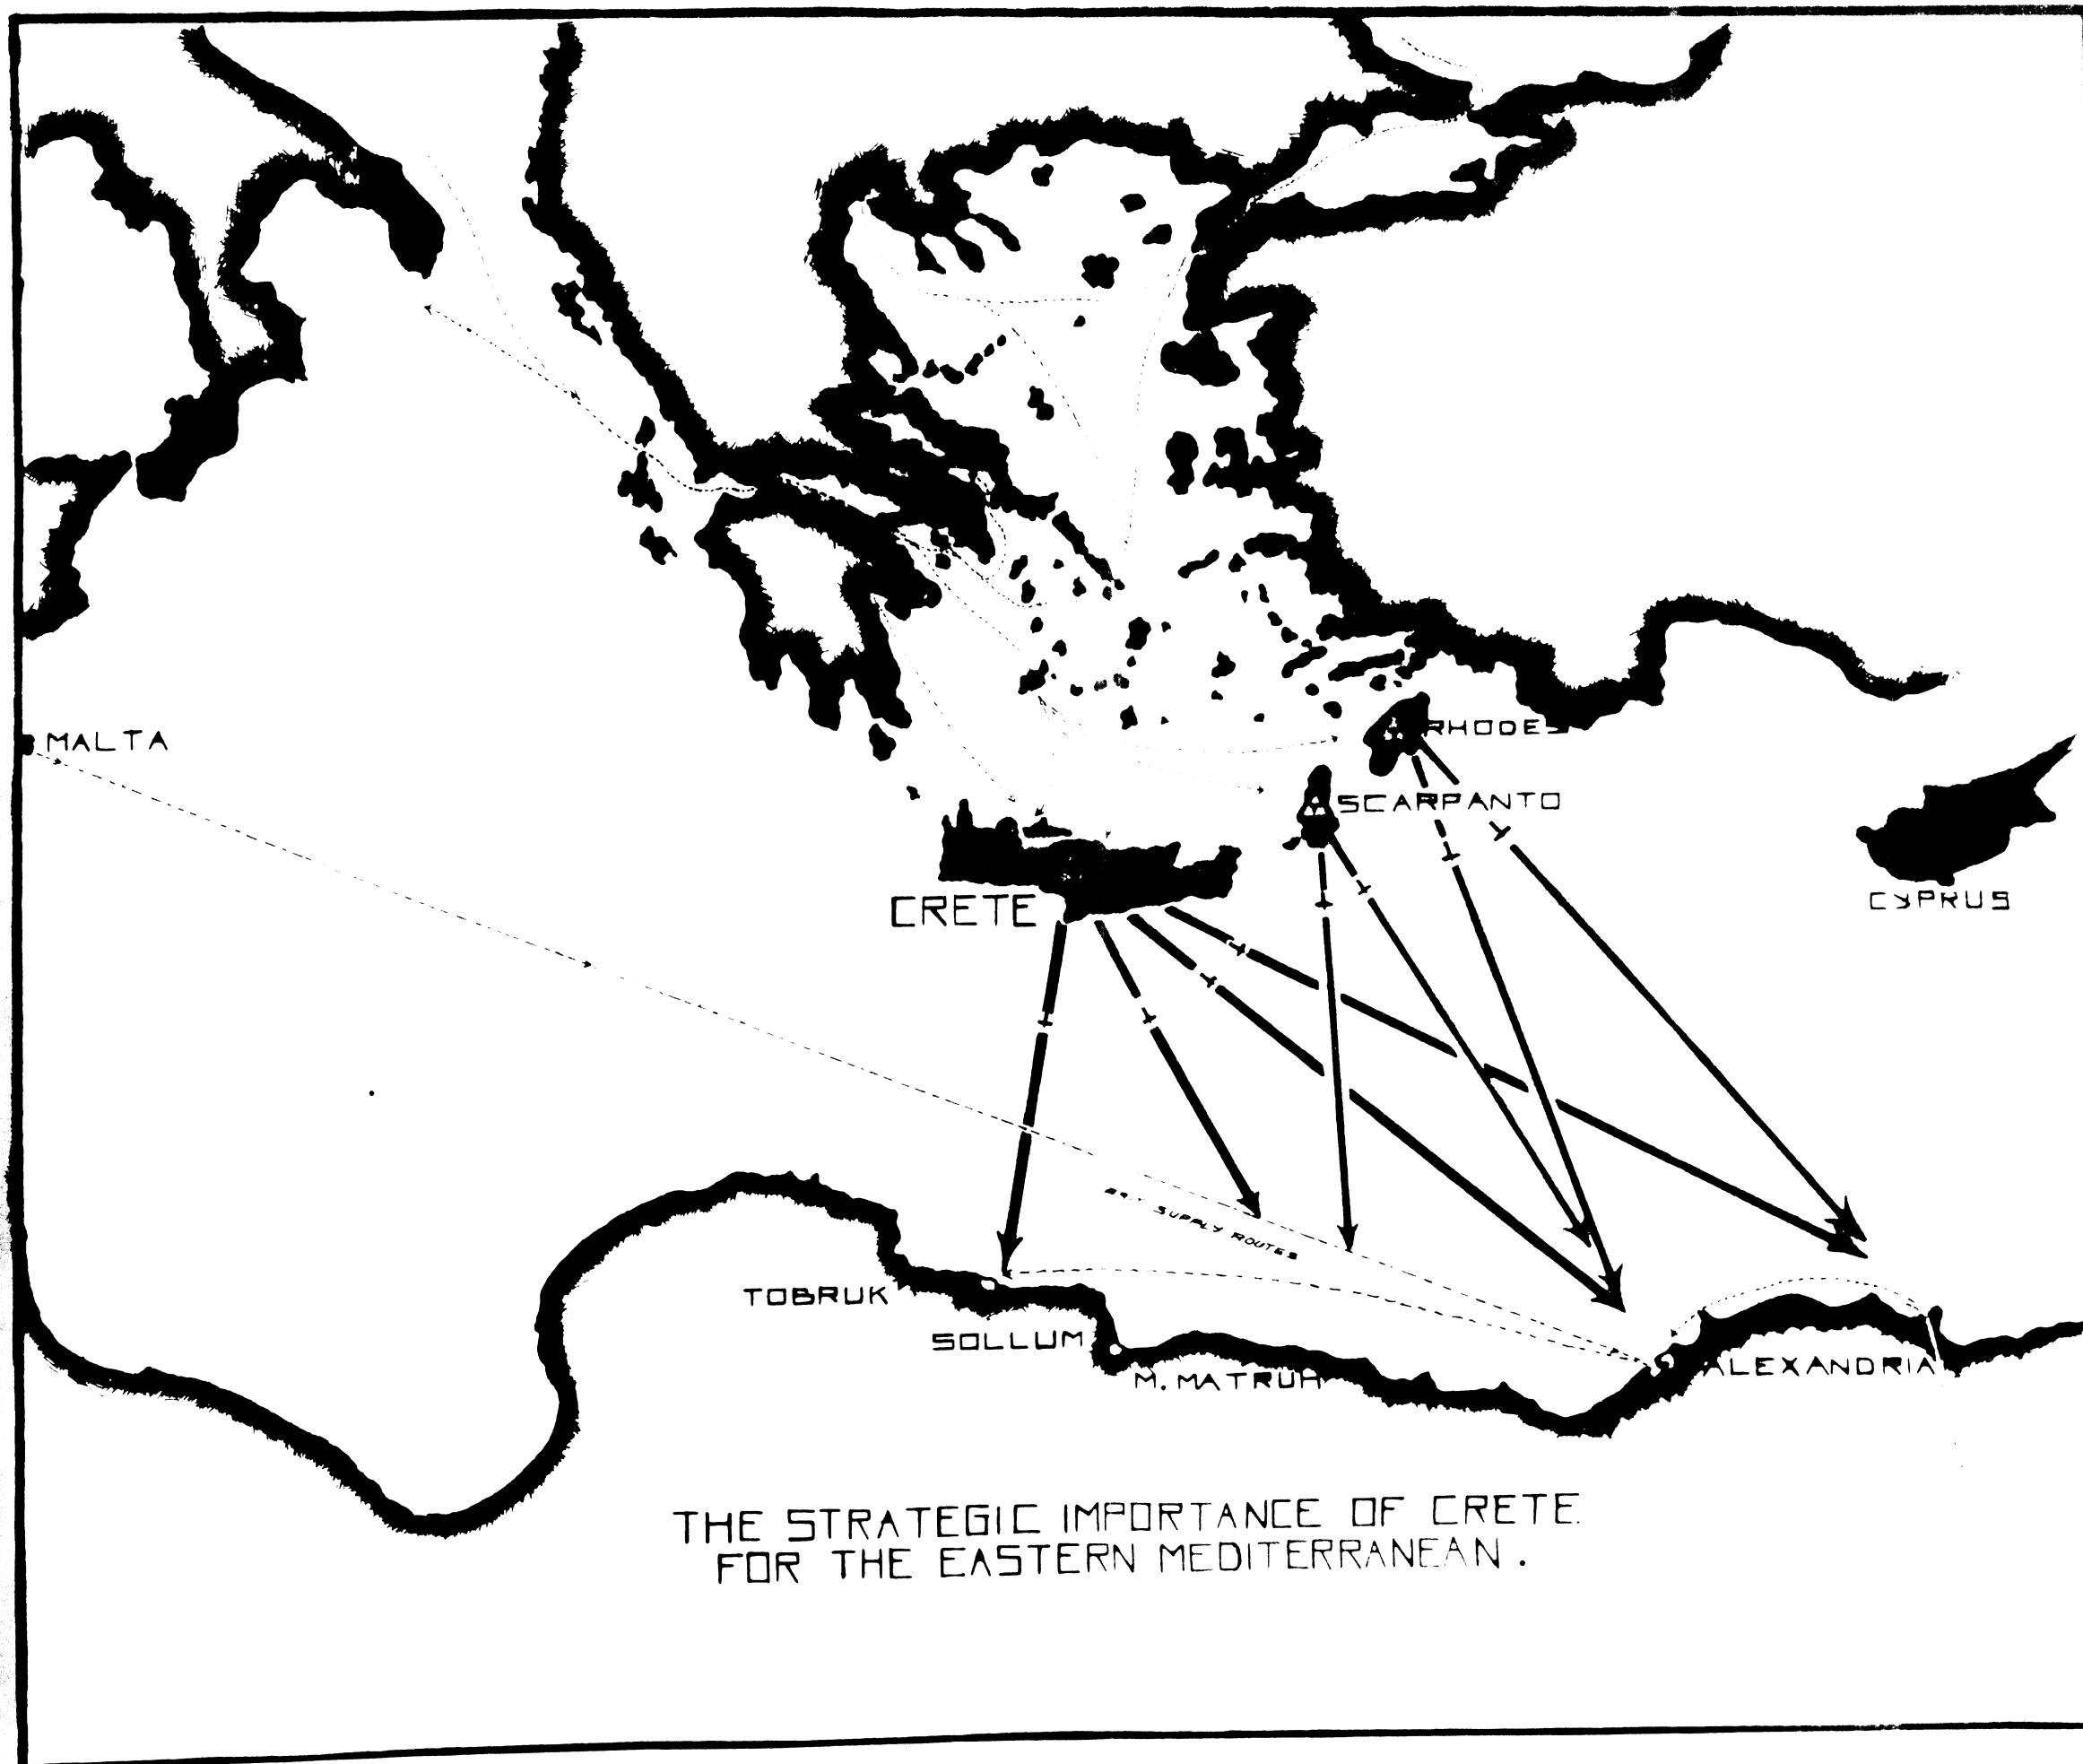 RHODES
MALTA
SCARPANTO
CYPRUS
CRETE
SUPPLY ROUTES
TOBRUK
SOLLUM
ALEXANDRIA
M. MATRUH
THE STRATEGIC IMPORTANCE OF CRETE.
FOR THE EASTERN MEDITERRANEAN.